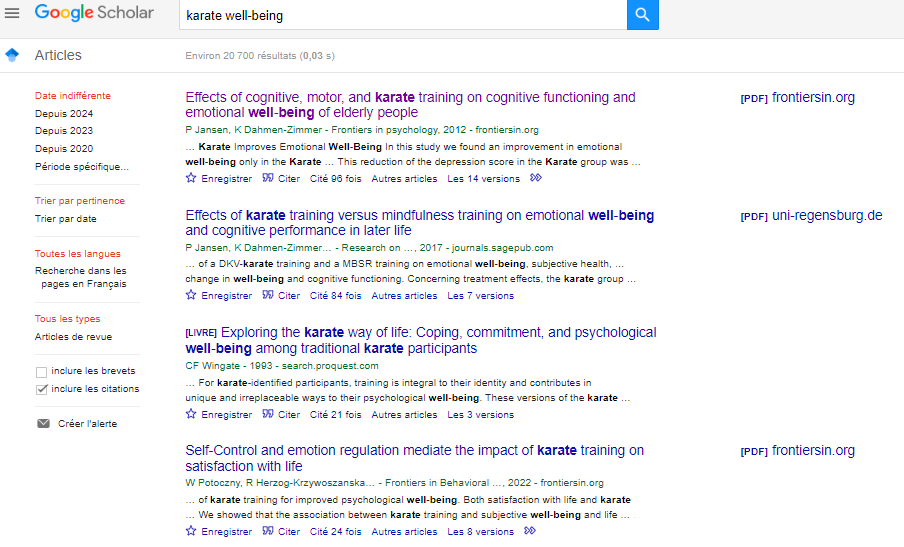 Google Scholar
karate well-being
Articles
Environ 20 700 résultats (0,03 s)
Date indifférente
Depuis 2024
Depuis 2023
Depuis 2020
Période spécifique...
Trier par pertinence
Trier par date
Toutes les langues
Recherche dans les
pages en Français
Tous les types
Articles de revue
inclure les brevets
inclure les citations
Créer l'alerte
Effects of cognitive, motor, and karate training on cognitive functioning and
emotional well-being of elderly people
P Jansen, K Dahmen-Zimmer - Frontiers in psychology, 2012 - frontiersin.org
... Karate Improves Emotional Well-Being In this study we found an improvement in emotional
well-being only in the Karate ... This reduction of the depression score in the Karate group was ...
Enregistrer Citer Cité 96 fois Autres articles Les 14 versions
[PDF] frontiersin.org
Effects of karate training versus mindfulness training on emotional well-being
and cognitive performance in later life
P Jansen, K Dahmen-Zimmer... - Research on ..., 2017 - journals.sagepub.com
... of a DKV-karate training and a MBSR training on emotional well-being, subjective health, ...
change in well-being and cognitive functioning. Concerning treatment effects, the karate group ...
Enregistrer Citer Cité 84 fois Autres articles Les 7 versions
[PDF] uni-regensburg.de
[LIVRE] Exploring the karate way of life: Coping, commitment, and psychological
well-being among traditional karate participants
CF Wingate - 1993 - search.proquest.com
... For karate-identified participants, training is integral to their identity and contributes in
unique and irreplaceable ways to their psychological well-being. These versions of the karate ...
Enregistrer Citer Cité 21 fois Autres articles Les 3 versions
Self-Control and emotion regulation mediate the impact of karate training on
satisfaction with life
W Potoczny, R Herzog-Krzywoszanska... - Frontiers in Behavioral ..., 2022 - frontiersin.org
... of karate training for improved psychological well-being. Both satisfaction with life and karate
... We showed that the association between karate training and subjective well-being and life ...
Enregistrer Citer Cité 24 fois Autres articles Les 8 versions
[PDF] frontiersin.org